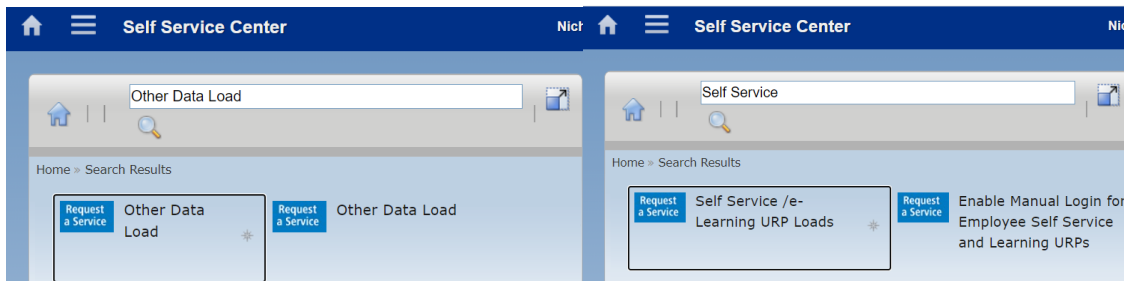 Self Service Center
Nich
Other Data Load
Home » Search Results
Request
a Service
Other Data
Load
Request
a Service
Other Data Load
Self Service Center
Nic
Self Service
Home » Search Results
Request
a Service
Self Service /e-
Learning URP Loads
Request
a Service
Enable Manual Login for
Employee Self Service
and Learning URPs